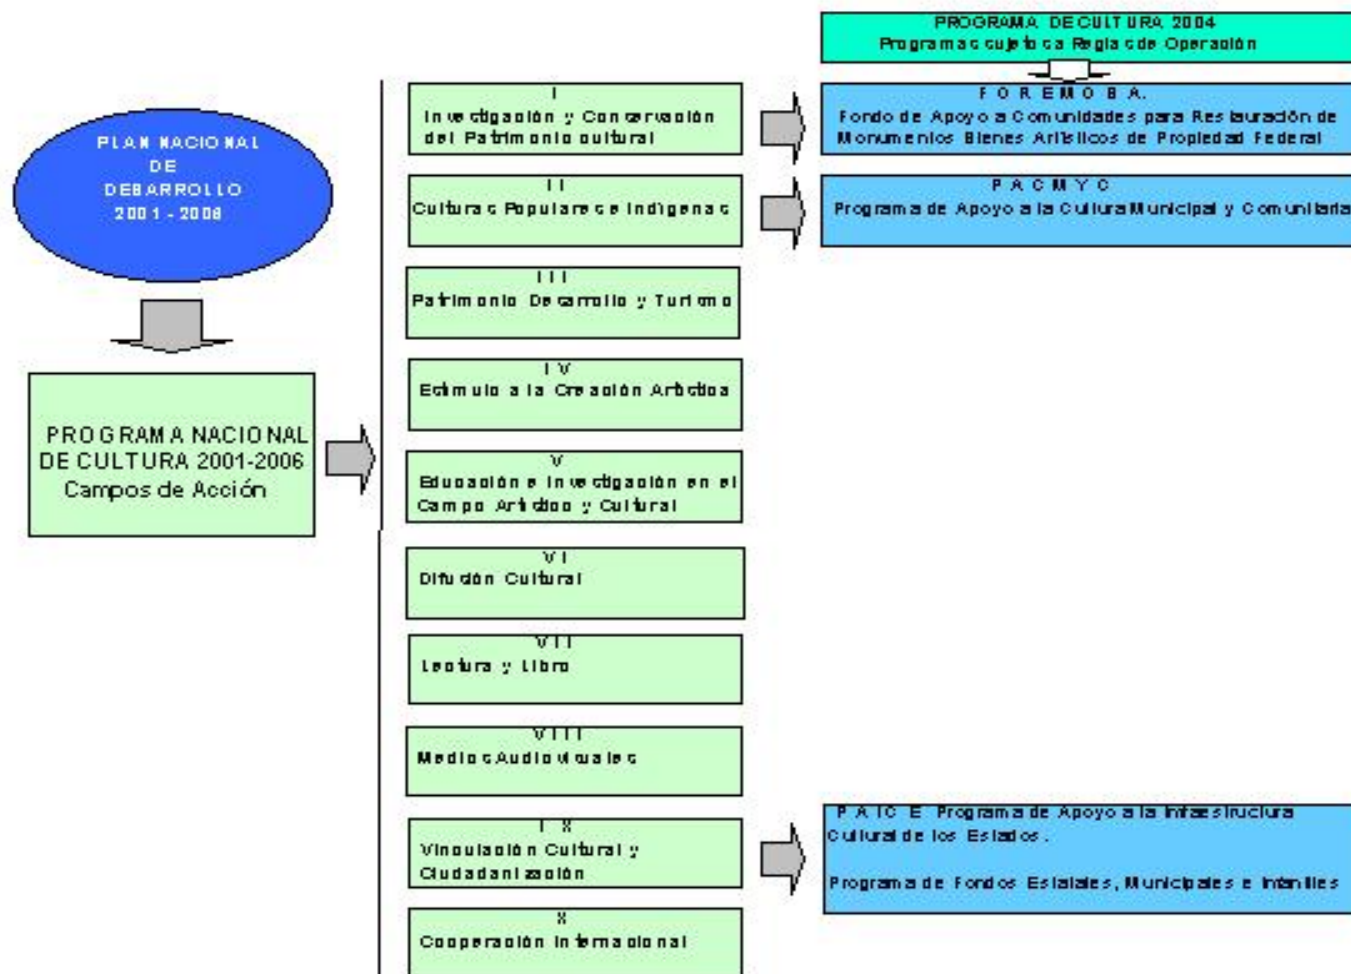 PROGRAMA DE CULTURA 2004
Programas sujetos a Reglas de Operación
PLAN NACIONAL
DE
DESARROLLO
2001 - 2006
PROGRAMA NACIONAL
DE CULTURA 2001-2006
Campos de Acción
I
Investigación y Conservación
del Patrimonio cultural
II
Culturas Populares e Indígenas
III
Patrimonio Desarrollo y Turismo
IV
Estímulo a la Creación Artística
V
Educación e Investigación en el
Campo Artístico y Cultural
VI
Difusión Cultural
VII
Lectura y Libro
VIII
Medios Audiovisuales
IX
Vinculación Cultural y
Ciudadanización
X
Cooperación Internacional
F O R E M O B A.
Fondo de Apoyo a Comunidades para Restauración de
Monumentos Bienes Artísticos de Propiedad Federal
P A C M Y C
Programa de Apoyo a la Cultura Municipal y Comunitaria
P A I C E Programa de Apoyo a la Infraestructura
Cultural de los Estados.
Programa de Fondos Estatales, Municipales e Infantiles